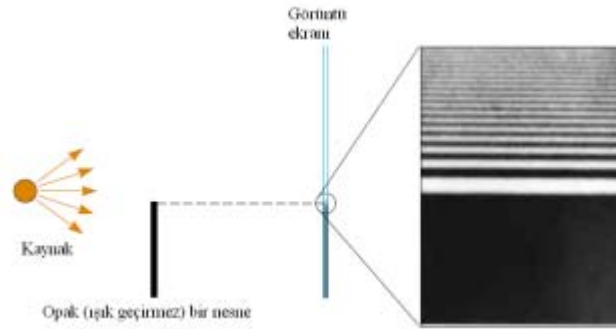 Görüntü
ekranı
Kaynak
Opak (ışık geçirmez) bir nesne